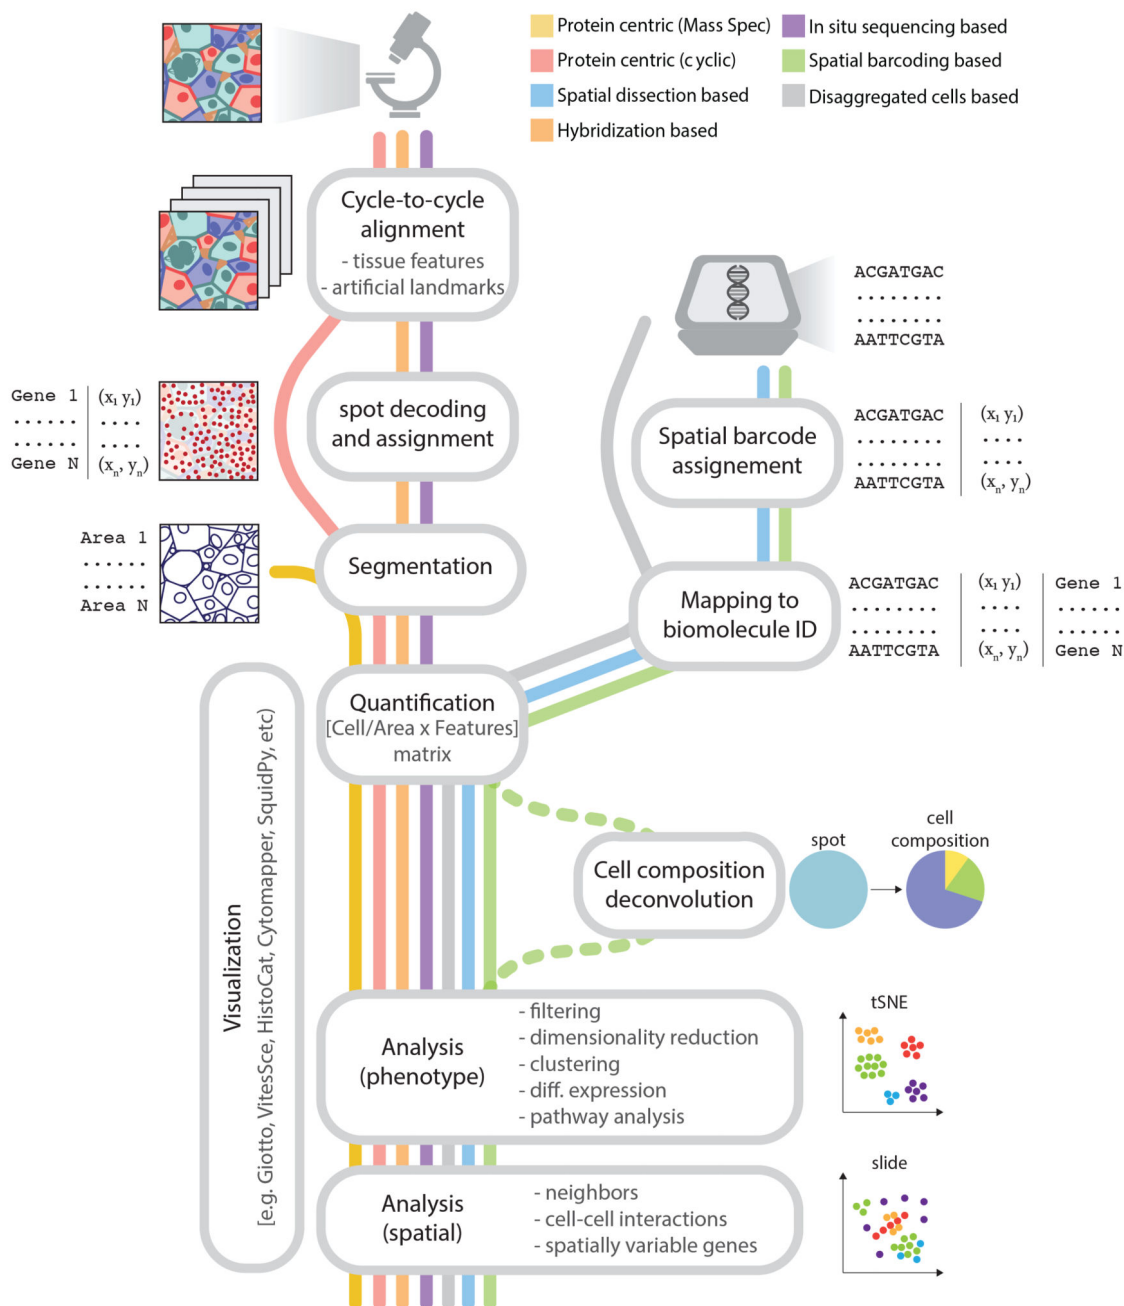 Protein centric (Mass Spec)
Protein centric (cyclic)
Spatial dissection based
Hybridization based
In situ sequencing based
Spatial barcoding based
Disaggregated cells based
Cycle-to-cycle
alignment
- tissue features
- artificial landmarks
ACGATGAC
. . . . . . . .
. . . . . . . .
AATTCGTA
Gene 1 (x₁ y₁)
. . . . . . . . . .
. . . . . . . . . .
Gene N (xₙ, yₙ)
spot decoding
and assignment
Spatial barcode
assignement
ACGATGAC (x₁ y₁)
. . . . . . . . . . . .
. . . . . . . . . . . .
AATTCGTA (xₙ, yₙ)
Area 1
. . . . . .
. . . . . .
Area N
Segmentation
Mapping to
biomolecule ID
ACGATGAC (x₁ y₁) Gene 1
. . . . . . . . . . . . . . . . . .
. . . . . . . . . . . . . . . . . .
AATTCGTA (xₙ, yₙ) Gene N
Quantification
[Cell/Area x Features]
matrix
Visualization
[e.g. Giotto, VitesSce, HistoCat, Cytomapper, SquidPy, etc)
Cell composition
deconvolution
spot
cell
composition
Analysis
(phenotype)
- filtering
- dimensionality reduction
- clustering
- diff. expression
- pathway analysis
tSNE
Analysis
(spatial)
- neighbors
- cell-cell interactions
- spatially variable genes
slide